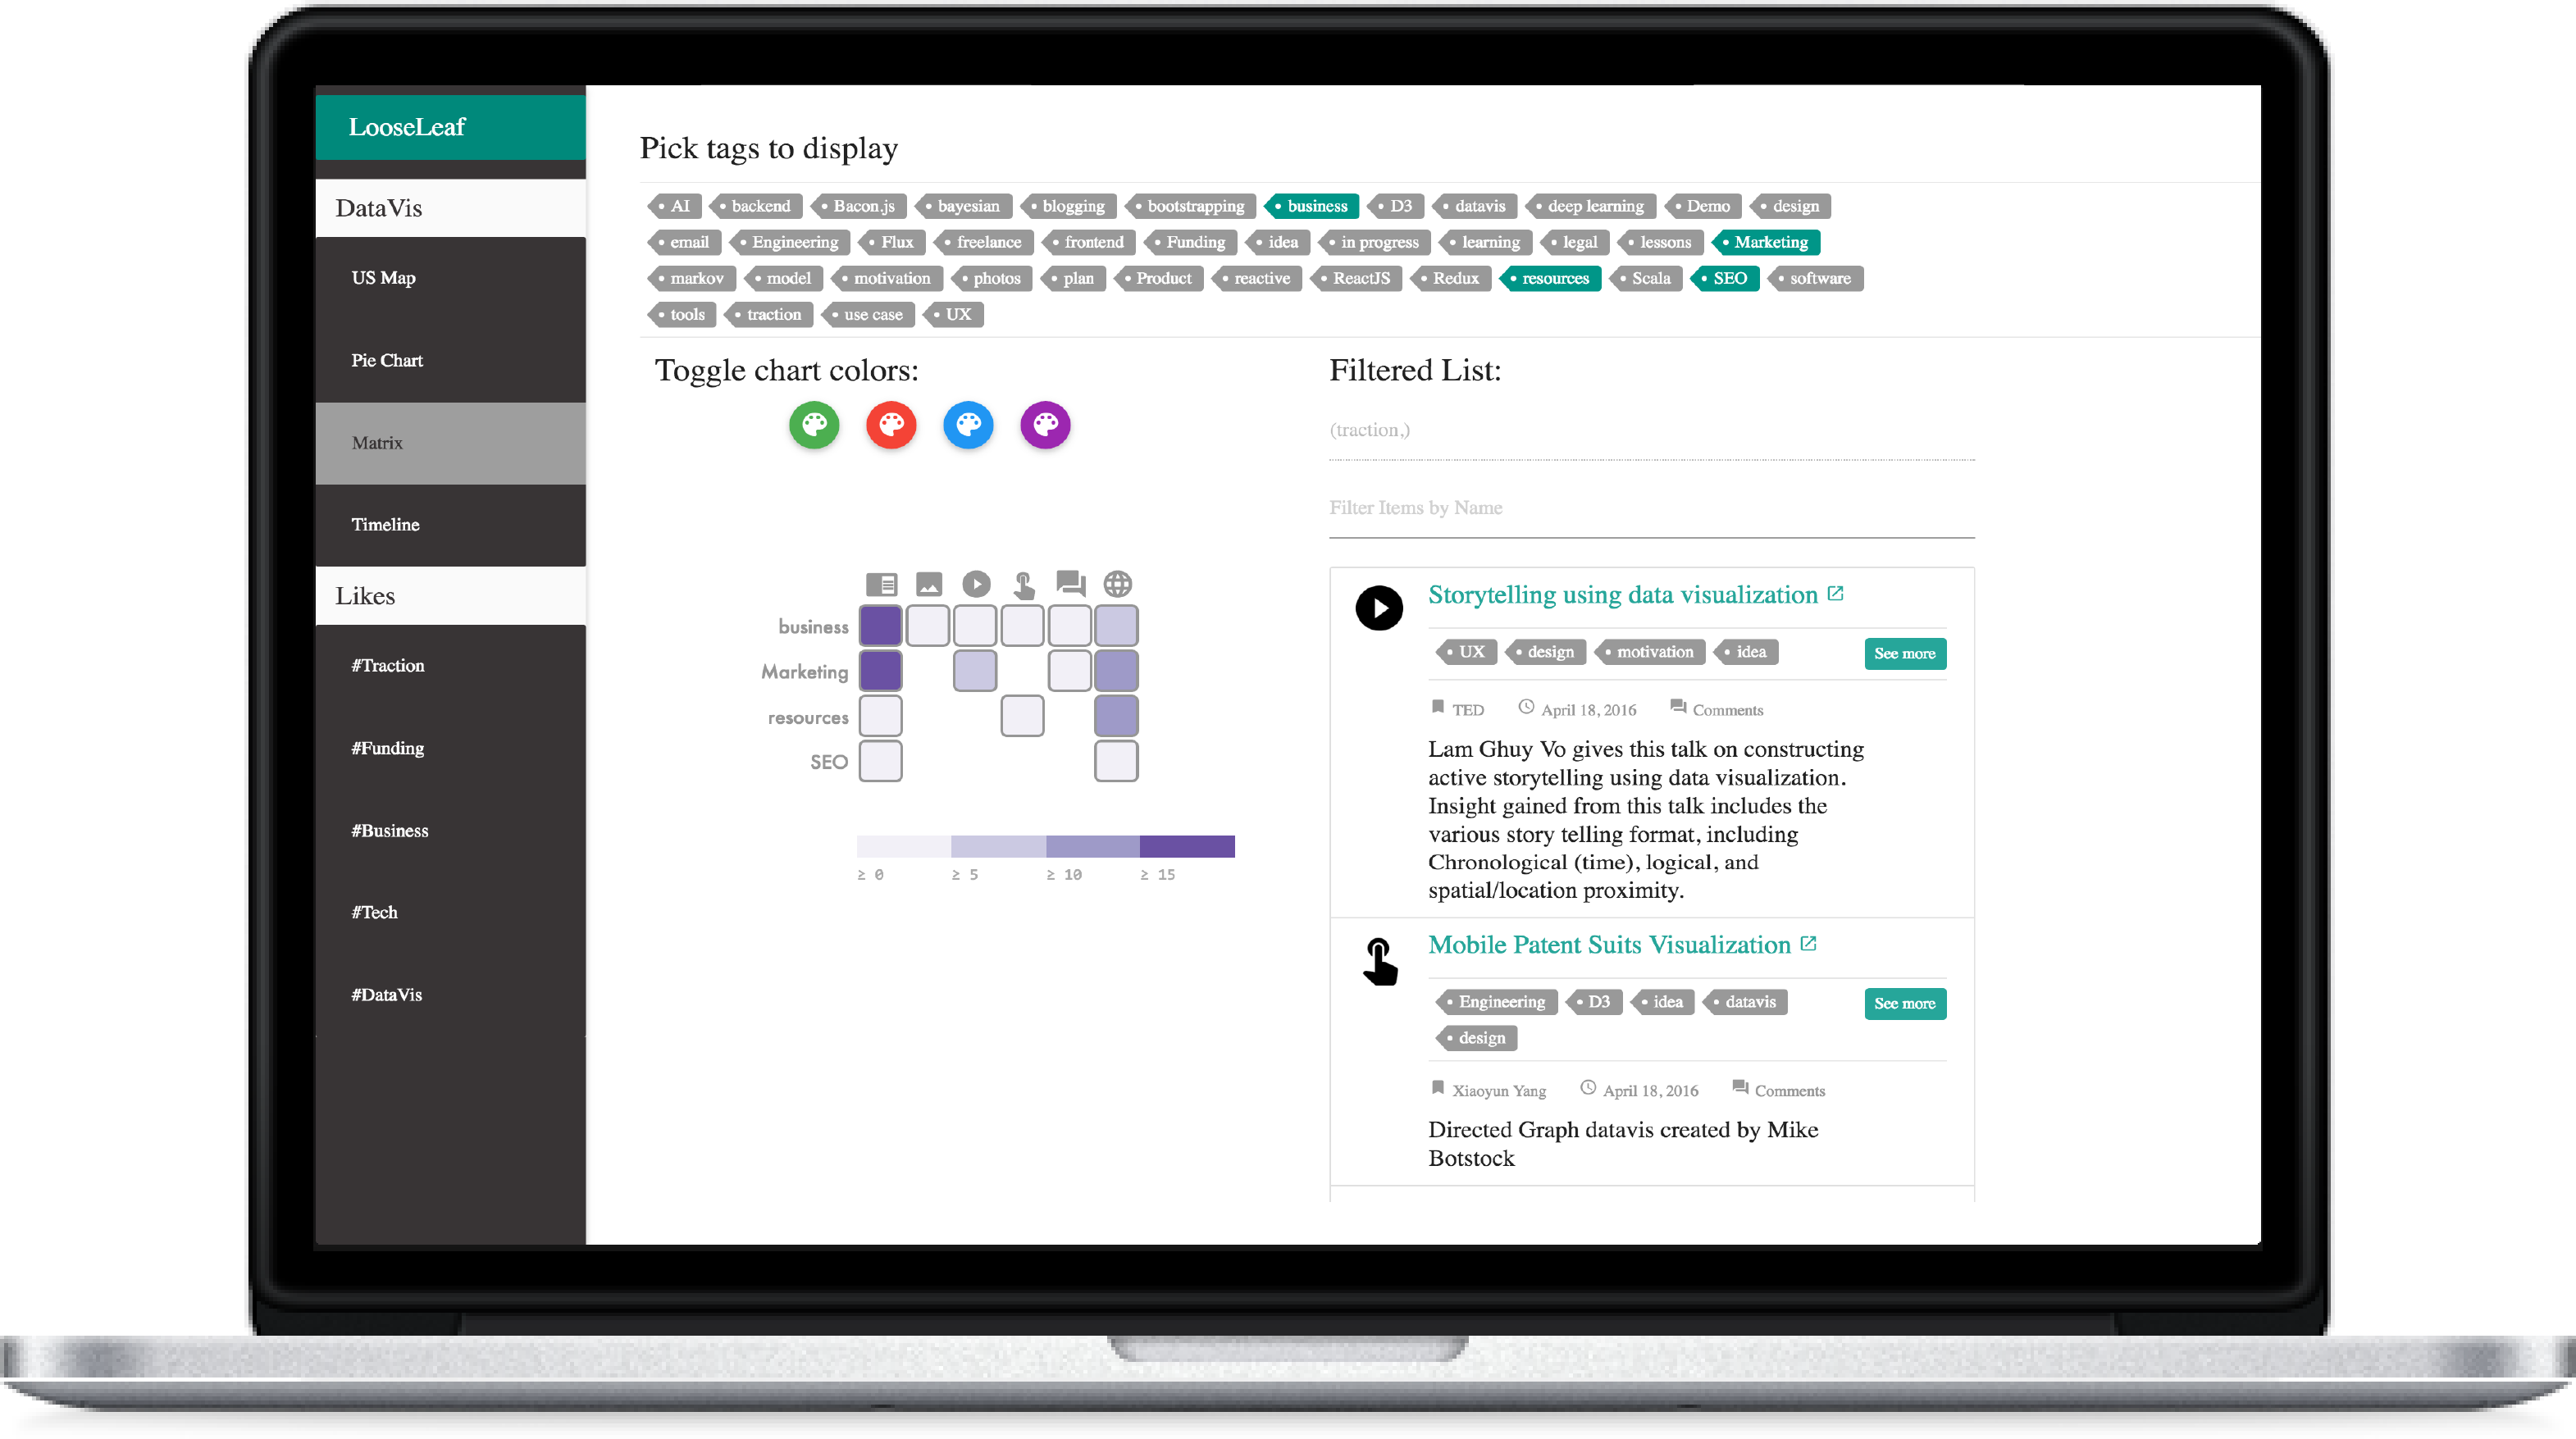 LooseLeaf
DataVis
US Map
Pie Chart
Matrix
Timeline
Likes
#Traction
#Funding
#Business
#Tech
#DataVis
Pick tags to display
AI backend Bacon.js bayesian blogging bootstrapping business D3 datavis deep learning Demo design
email Engineering Flux freelance frontend Funding idea in progress learning legal lessons Marketing
markov model motivation photos plan Product reactive ReactJS Redux resources Scala SEO software
tools traction use case UX
Toggle chart colors:
business
Marketing
resources
SEO
≥ 0 ≥ 5 ≥ 10 ≥ 15
Filtered List:
(traction,)
Filter Items by Name
Storytelling using data visualization
UX design motivation idea See more
TED April 18, 2016 Comments
Lam Ghuy Vo gives this talk on constructing
active storytelling using data visualization.
Insight gained from this talk includes the
various story telling format, including
Chronological (time), logical, and
spatial/location proximity.
Mobile Patent Suits Visualization
Engineering D3 idea datavis See more
design
Xiaoyun Yang April 18, 2016 Comments
Directed Graph datavis created by Mike
Botstock